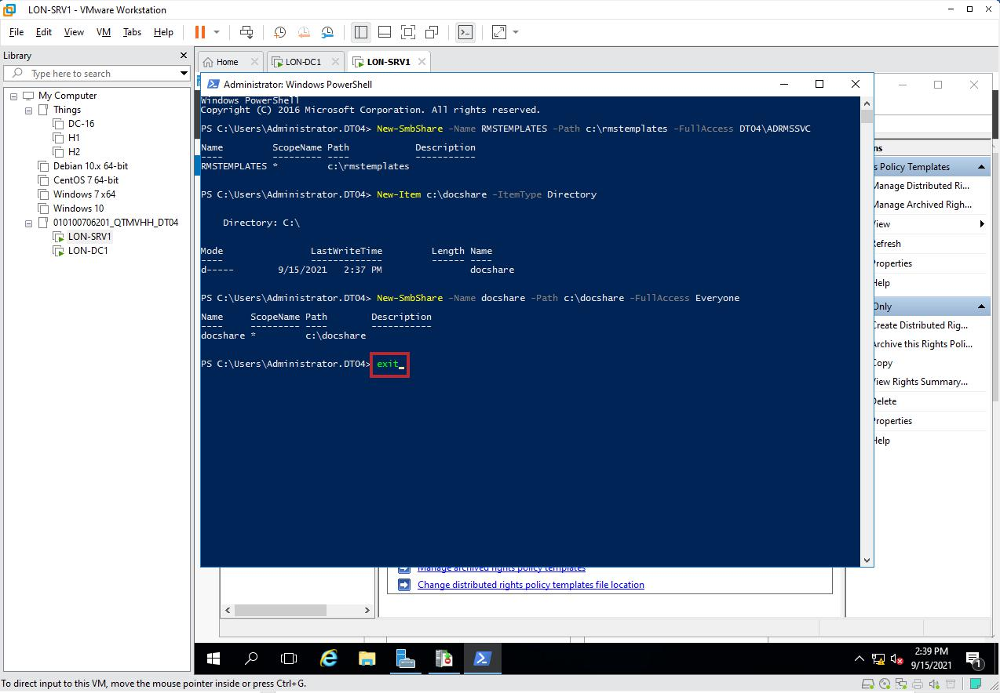 LON-SRV1 - VMware Workstation
File Edit View VM Tabs Help
Library
Type here to search
My Computer
Things
DC-16
H1
H2
Debian 10.x 64-bit
CentOS 7 64-bit
Windows 7 x64
Windows 10
010100706201_QTMVHH_DT04
LON-SRV1
LON-DC1
Home LON-DC1 LON-SRV1
Administrator: Windows PowerShell
Windows PowerShell
Copyright (C) 2016 Microsoft Corporation. All rights reserved.
PS C:\Users\Administrator.DT04> New-SmbShare -Name RMSTEMPLATES -Path c:\rmstemplates -FullAccess DT04\ADRMSSVC
Name ScopeName Path Description
---- --------- ---- -----------
RMSTEMPLATES * c:\rmstemplates
PS C:\Users\Administrator.DT04> New-Item c:\docshare -ItemType Directory
Directory: C:\
Mode LastWriteTime Length Name
---- ------------- ------ ----
d----- 9/15/2021 2:37 PM docshare
PS C:\Users\Administrator.DT04> New-SmbShare -Name docshare -Path c:\docshare -FullAccess Everyone
Name ScopeName Path Description
---- --------- ---- -----------
docshare * c:\docshare
PS C:\Users\Administrator.DT04> exit_
ns
s Policy Templates
Manage Distributed Ri...
Manage Archived Righ...
View
Refresh
Properties
Help
Only
Create Distributed Rig...
Archive this Rights Poli...
Copy
View Rights Summary...
Delete
Properties
Help
Manage archived rights policy templates
Change distributed rights policy templates file location
2:39 PM
9/15/2021
1
To direct input to this VM, move the mouse pointer inside or press Ctrl+G.